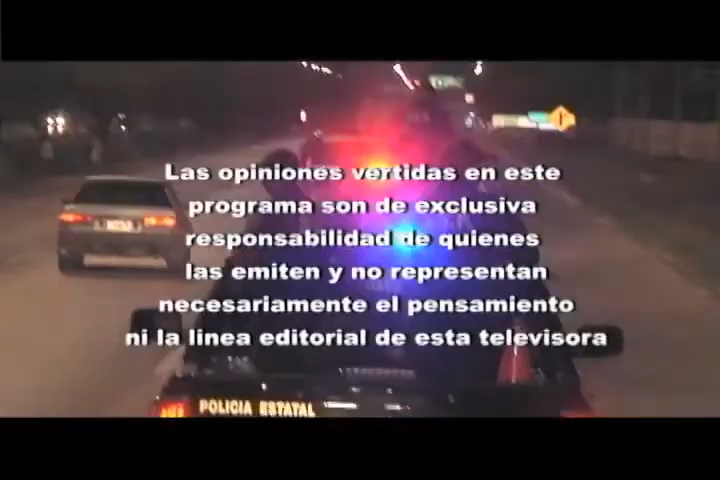 Las opiniones vertidas en este
programa son de exclusiva
responsabilidad de quienes
las emiten y no representan
necesariamente el pensamiento
ni la linea editorial de esta televisora
POLICIA ESTATAL